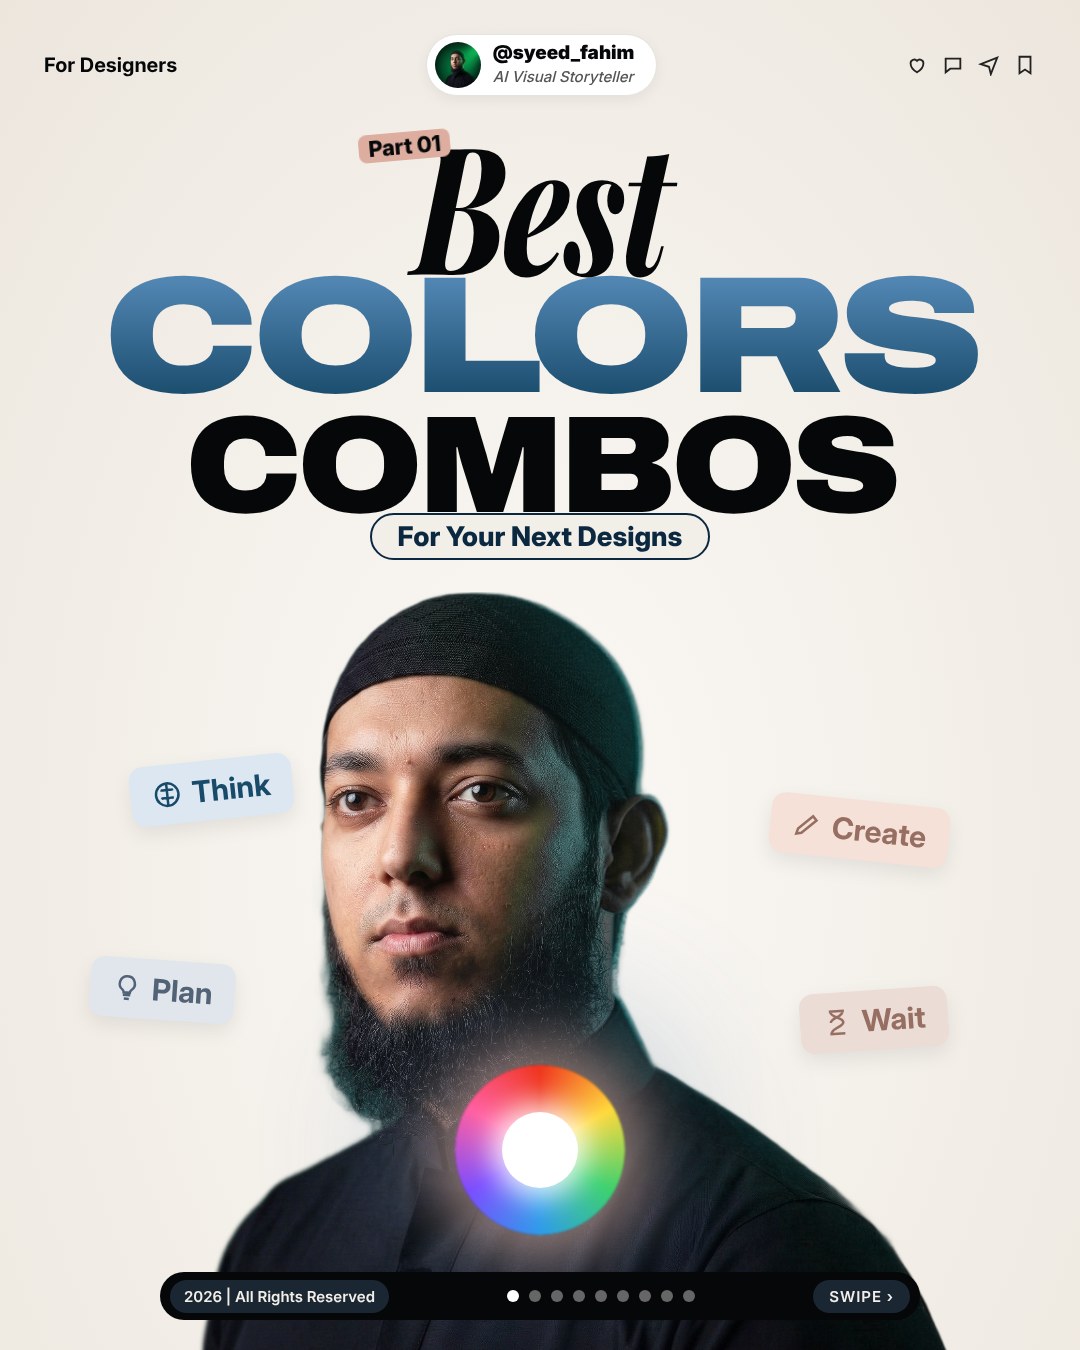 For Designers
@syeed_fahim
AI Visual Storyteller
Part 01
Best
COLORS
COMBOS
For Your Next Designs
Think
Create
Plan
Wait
2026 | All Rights Reserved
SWIPE ›